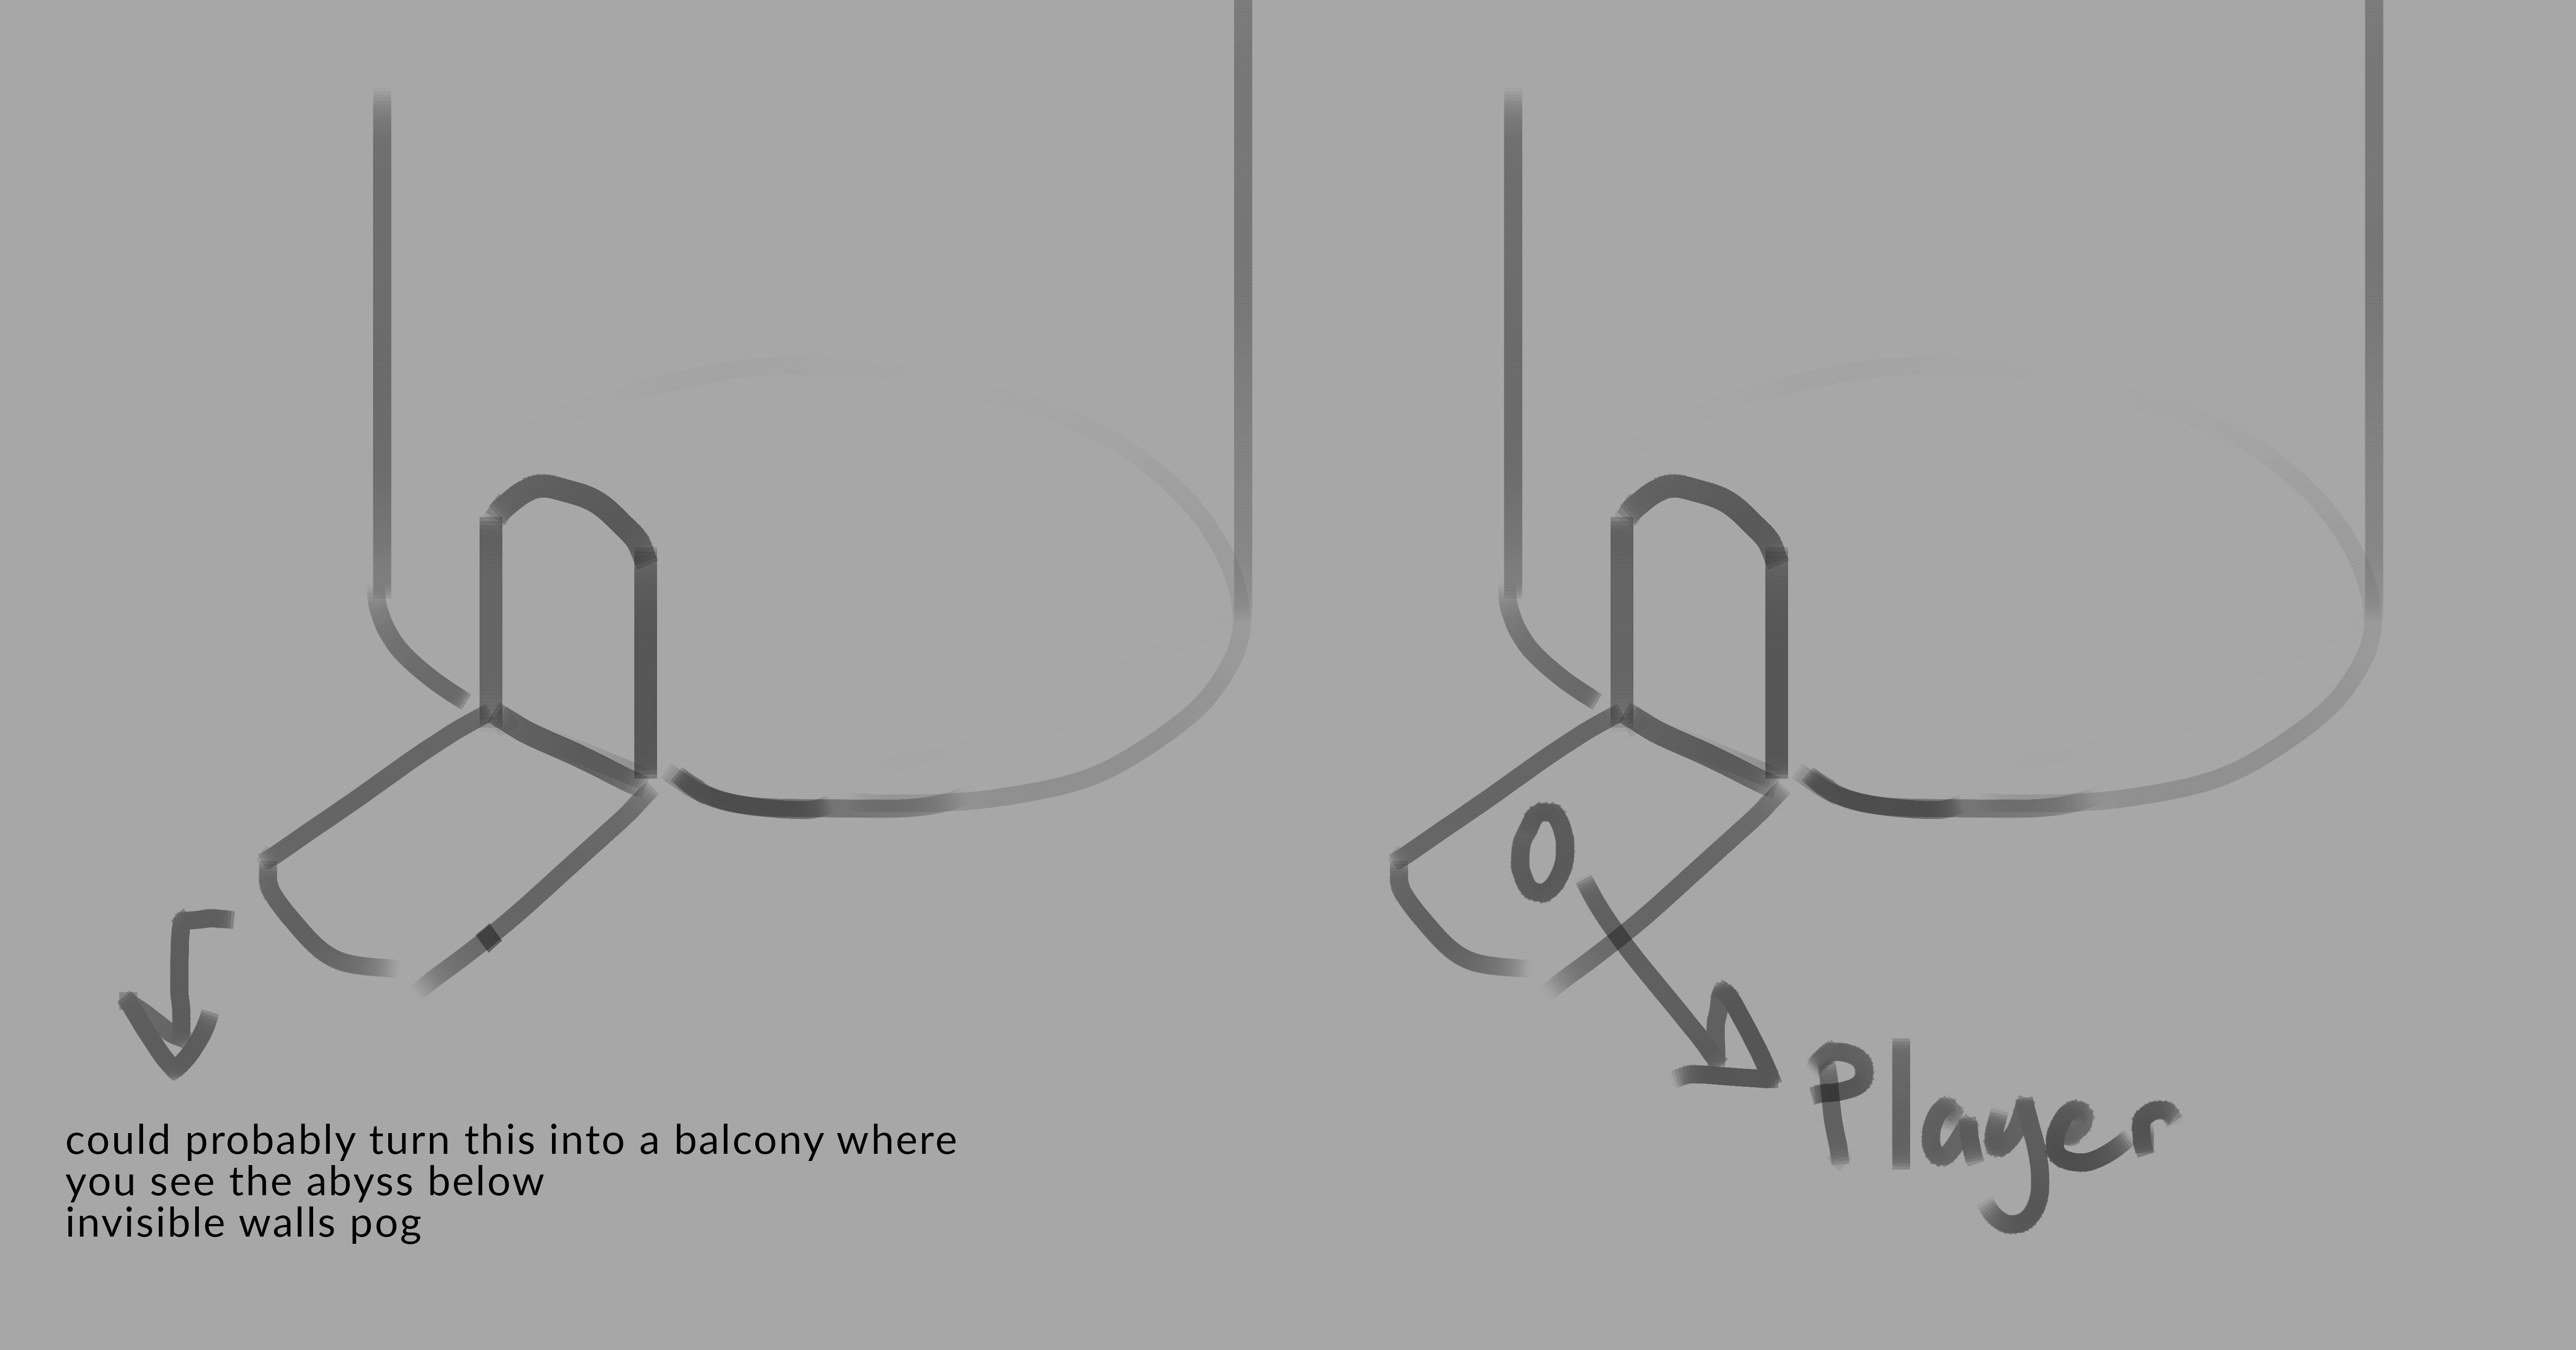 could probably turn this into a balcony where
you see the abyss below
invisible walls pog
Player